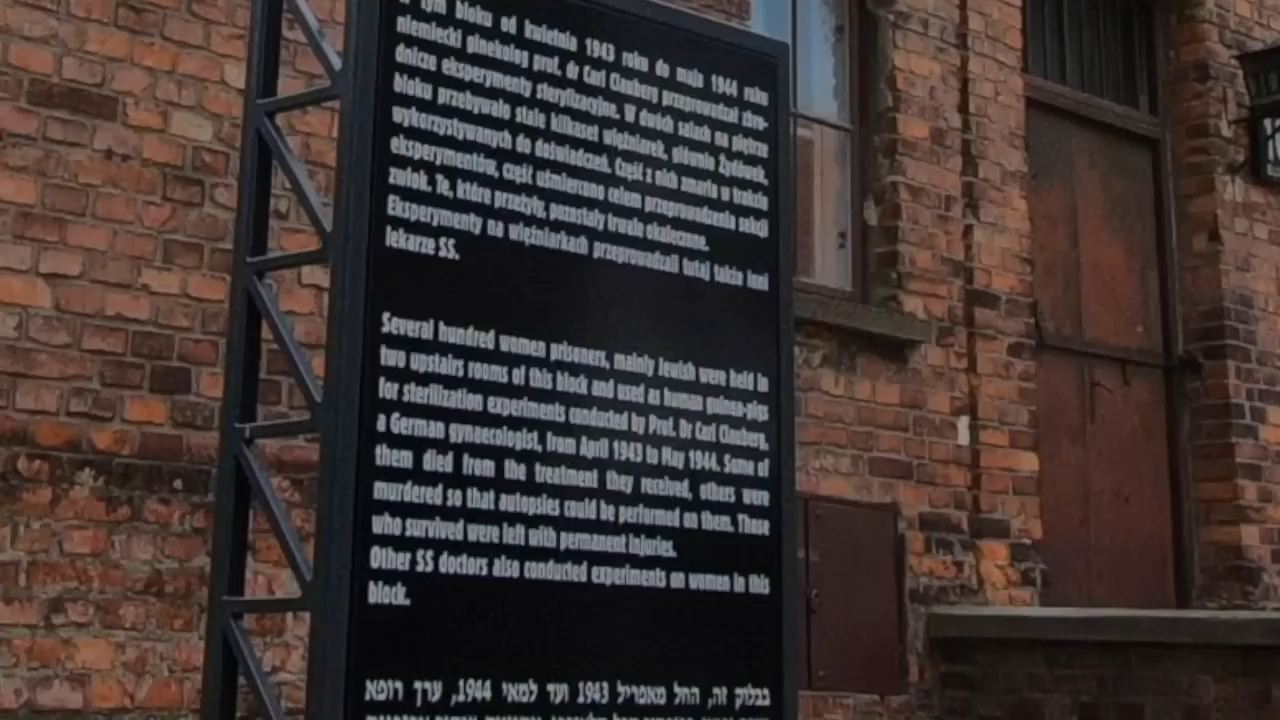 tym bloku od kwietnia 1943 roku do maja 1944 roku
niemiecki ginekolog prof. dr Carl Clauberg przeprowadzał zbro-
dnicze eksperymenty sterylizacyjne. W dwóch salach na piętrze
bloku przebywało stale kilkaset więźniarek, głównie Żydówek,
wykorzystywanych do doświadczeń. Część z nich zmarła w trakcie
eksperymentów, część uśmiercono celem przeprowadzenia sekcji
zwłok. Te, które przeżyły, pozostały trwale okaleczone.
Eksperymenty na więźniarkach przeprowadzali tutaj także inni
lekarze SS.
Several hundred women prisoners, mainly Jewish were held in
two upstairs rooms of this block and used as human guinea-pigs
for sterilization experiments conducted by Prof. Dr Carl Clauberg,
a German gynaecologist, from April 1943 to May 1944. Some of
them died from the treatment they received, others were
murdered so that autopsies could be performed on them. Those
who survived were left with permanent injuries.
Other SS doctors also conducted experiments on women in this
block.
בבלוק זה, החל מאפריל 1943 ועד למאי 1944, ערך רופא